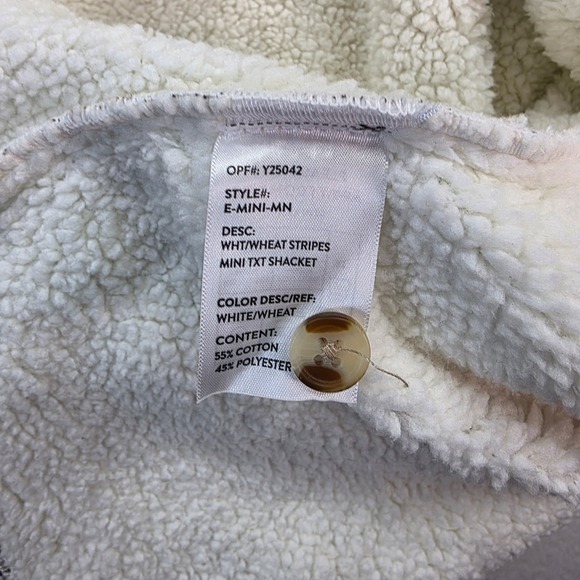 OPF#: Y25042
STYLE#:
E-MINI-MN
DESC:
WHT/WHEAT STRIPES
MINI TXT SHACKET
COLOR DESC/REF:
WHITE/WHEAT
CONTENT:
55% COTTON
45% POLYESTER